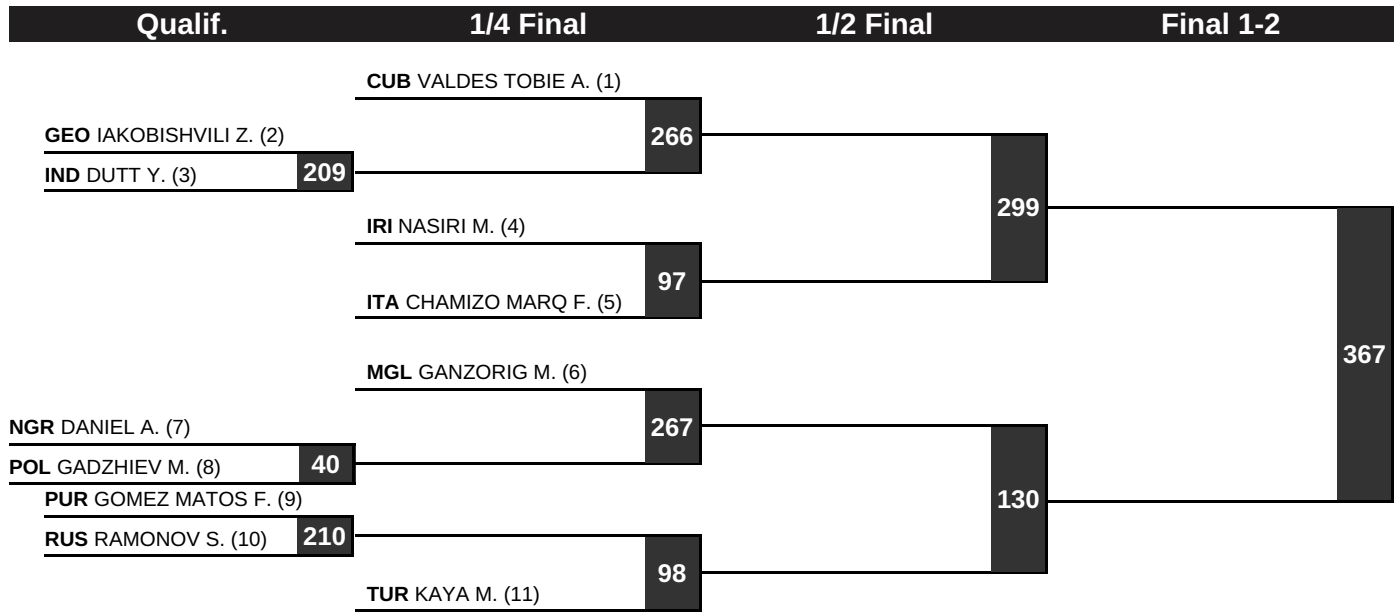 Qualif. 1/4 Final 1/2 Final Final 1-2
CUB VALDES TOBIE A. (1)
GEO IAKOBISHVILI Z. (2)
266
IND DUTT Y. (3)
209
299
IRI NASIRI M. (4)
97
ITA CHAMIZO MARQ F. (5)
367
MGL GANZORIG M. (6)
NGR DANIEL A. (7)
267
POL GADZHIEV M. (8)
40
PUR GOMEZ MATOS F. (9)
130
RUS RAMONOV S. (10)
210
98
TUR KAYA M. (11)